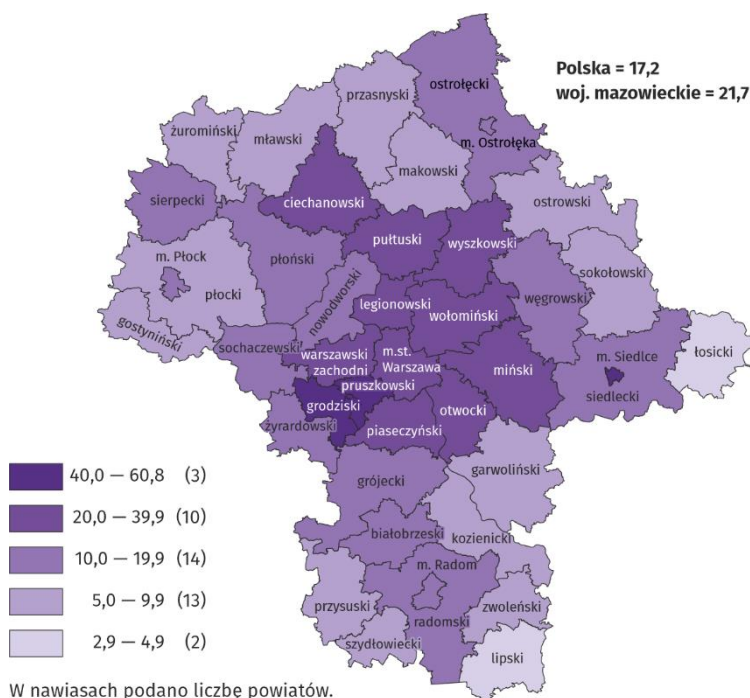 Polska = 17,2
woj. mazowieckie = 21,7
ostrołęcki
przasnyski
żuromiński
mławski
m. Ostrołęka
makowski
sierpecki
ciechanowski
ostrowski
pułtuski
wyszkowski
m. Płock
płoński
sokołowski
płocki
nowodworski
legionowski
węgrowski
gostyniński
wołomiński
sochaczewski
warszawski
zachodni
m.st.
Warszawa
m. Siedlce
łosicki
miński
pruszkowski
siedlecki
grodziski
otwocki
żyrardowski
piaseczyński
garwoliński
grójecki
białobrzeski
kozienicki
m. Radom
przysuski
zwoleński
radomski
szydłowiecki
lipski
40,0 — 60,8 (3)
20,0 — 39,9 (10)
10,0 — 19,9 (14)
5,0 — 9,9 (13)
2,9 — 4,9 (2)
W nawiasach podano liczbę powiatów.